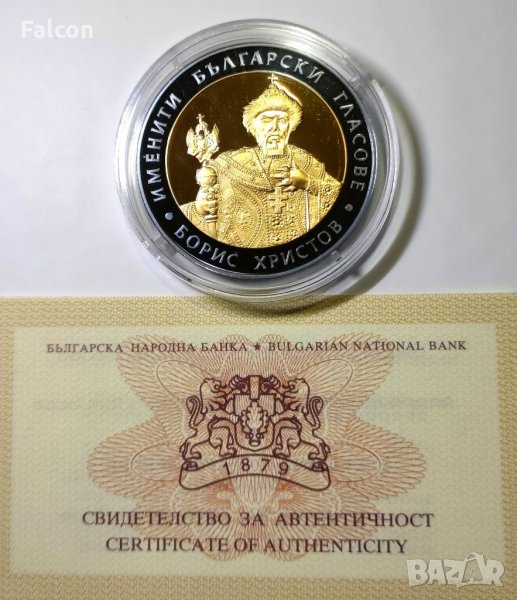 Falcon
ИМЕНИТИ БЪЛГАРСКИ ГЛАСОВЕ
• БОРИС ХРИСТОВ •
БЪЛГАРСКА НАРОДНА БАНКА ★ BULGARIAN NATIONAL BANK
1879
СВИДЕТЕЛСТВО ЗА АВТЕНТИЧНОСТ
CERTIFICATE OF AUTHENTICITY
BAZAR